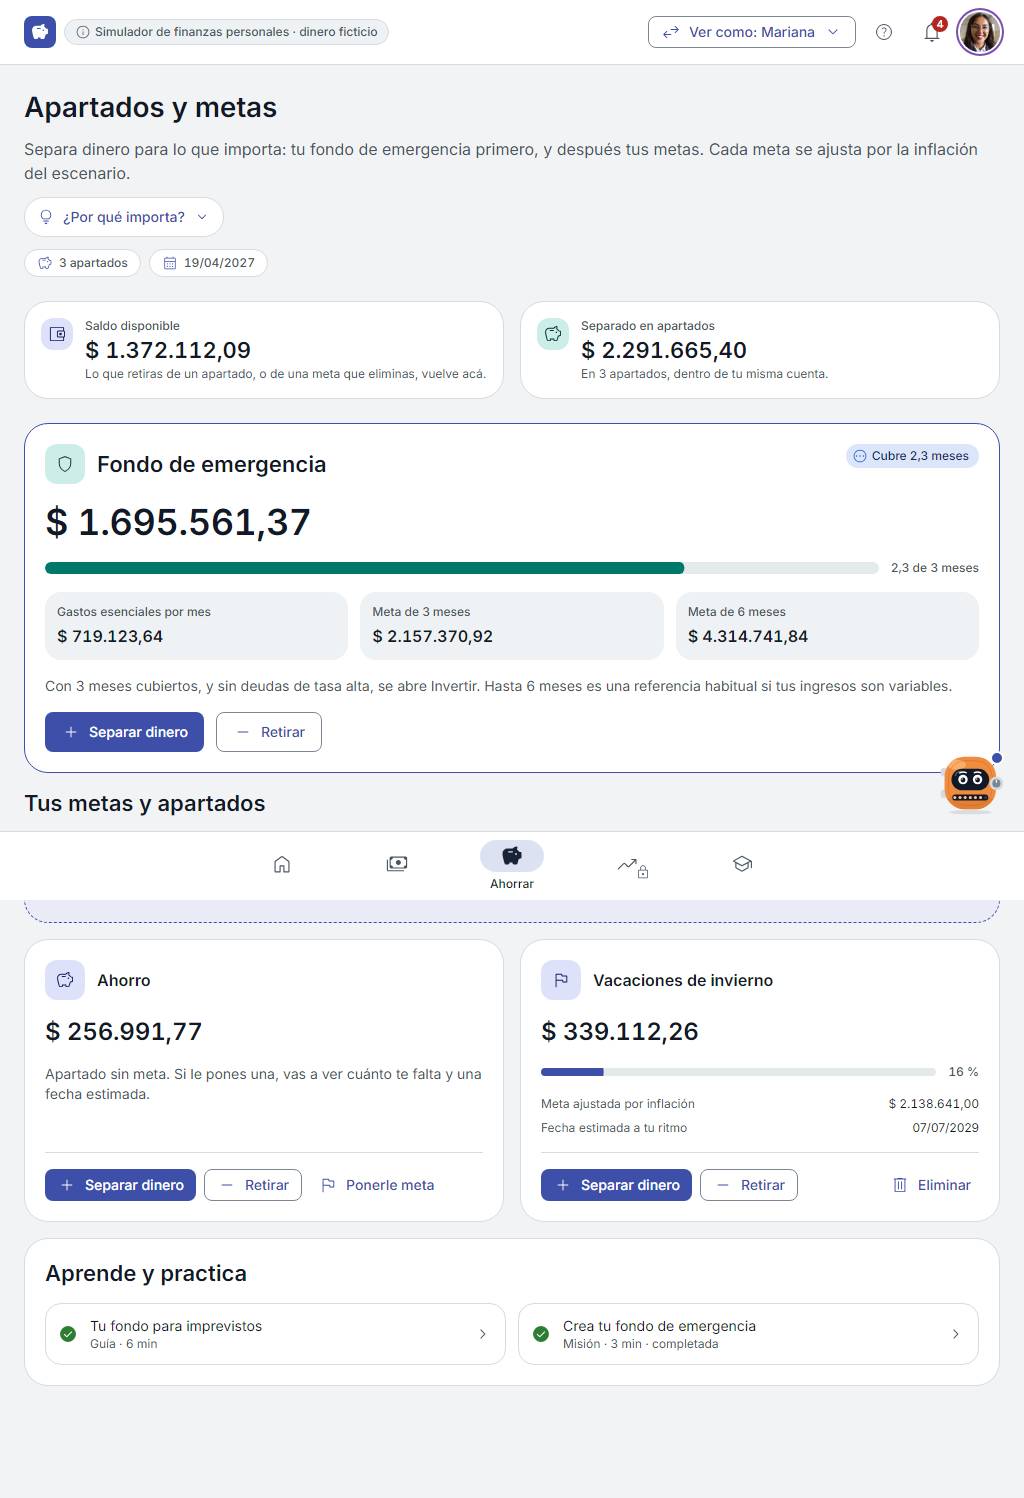 Simulador de finanzas personales · dinero ficticio
Ver como: Mariana
4
Apartados y metas
Separa dinero para lo que importa: tu fondo de emergencia primero, y después tus metas. Cada meta se ajusta por la inflación
del escenario.
¿Por qué importa?
3 apartados
19/04/2027
Saldo disponible
$ 1.372.112,09
Lo que retiras de un apartado, o de una meta que eliminas, vuelve acá.
Separado en apartados
$ 2.291.665,40
En 3 apartados, dentro de tu misma cuenta.
Fondo de emergencia
Cubre 2,3 meses
$ 1.695.561,37
2,3 de 3 meses
Gastos esenciales por mes
$ 719.123,64
Meta de 3 meses
$ 2.157.370,92
Meta de 6 meses
$ 4.314.741,84
Con 3 meses cubiertos, y sin deudas de tasa alta, se abre Invertir. Hasta 6 meses es una referencia habitual si tus ingresos son variables.
Separar dinero
Retirar
Tus metas y apartados
Ahorrar
Ahorro
$ 256.991,77
Apartado sin meta. Si le pones una, vas a ver cuánto te falta y una
fecha estimada.
Separar dinero
Retirar
Ponerle meta
Vacaciones de invierno
$ 339.112,26
16 %
Meta ajustada por inflación
$ 2.138.641,00
Fecha estimada a tu ritmo
07/07/2029
Separar dinero
Retirar
Eliminar
Aprende y practica
Tu fondo para imprevistos
Guía · 6 min
Crea tu fondo de emergencia
Misión · 3 min · completada